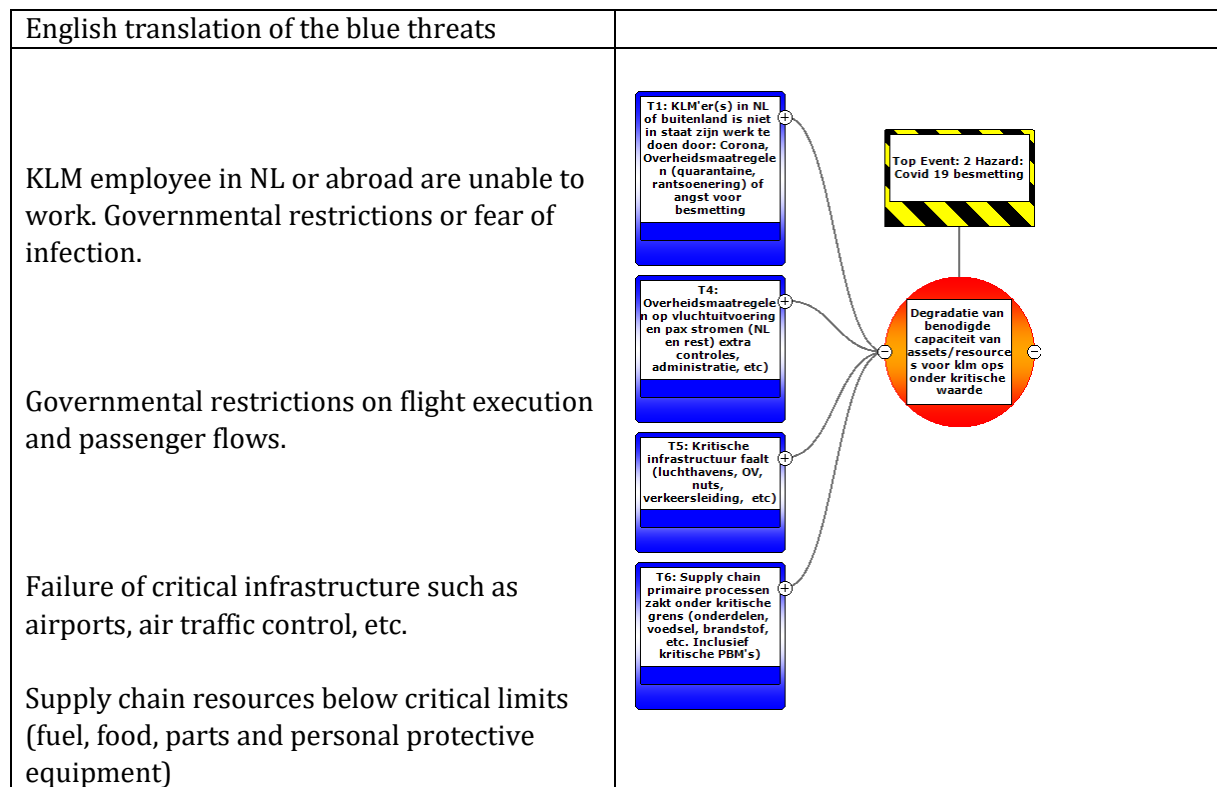 English translation of the blue threats
KLM employee in NL or abroad are unable to
work. Governmental restrictions or fear of
infection.
Governmental restrictions on flight execution
and passenger flows.
Failure of critical infrastructure such as
airports, air traffic control, etc.
Supply chain resources below critical limits
(fuel, food, parts and personal protective
equipment)
T1: KLM'er(s) in NL
of buitenland is niet
in staat zijn werk te
doen door: Corona,
Overheidsmaatregele
n (quarantaine,
rantsoenering) of
angst voor
besmetting
T4:
Overheidsmaatregele
n op vluchtuitvoering
en pax stromen (NL
en rest) extra
controles,
administratie, etc)
T5: Kritische
infrastructuur faalt
(luchthavens, OV,
nuts,
verkeersleiding, etc)
T6: Supply chain
primaire processen
zakt onder kritische
grens (onderdelen,
voedsel, brandstof,
etc. Inclusief
kritische PBM's)
Top Event: 2 Hazard:
Covid 19 besmetting
Degradatie van
benodigde
capaciteit van
assets/resource
s voor klm ops
onder kritische
waarde